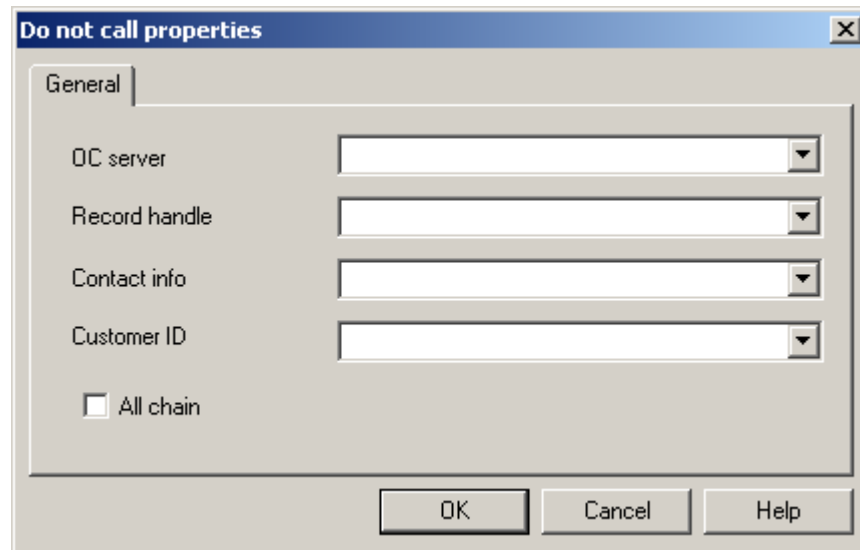 Do not call properties
General
OC server
Record handle
Contact info
Customer ID
All chain
OK Cancel Help